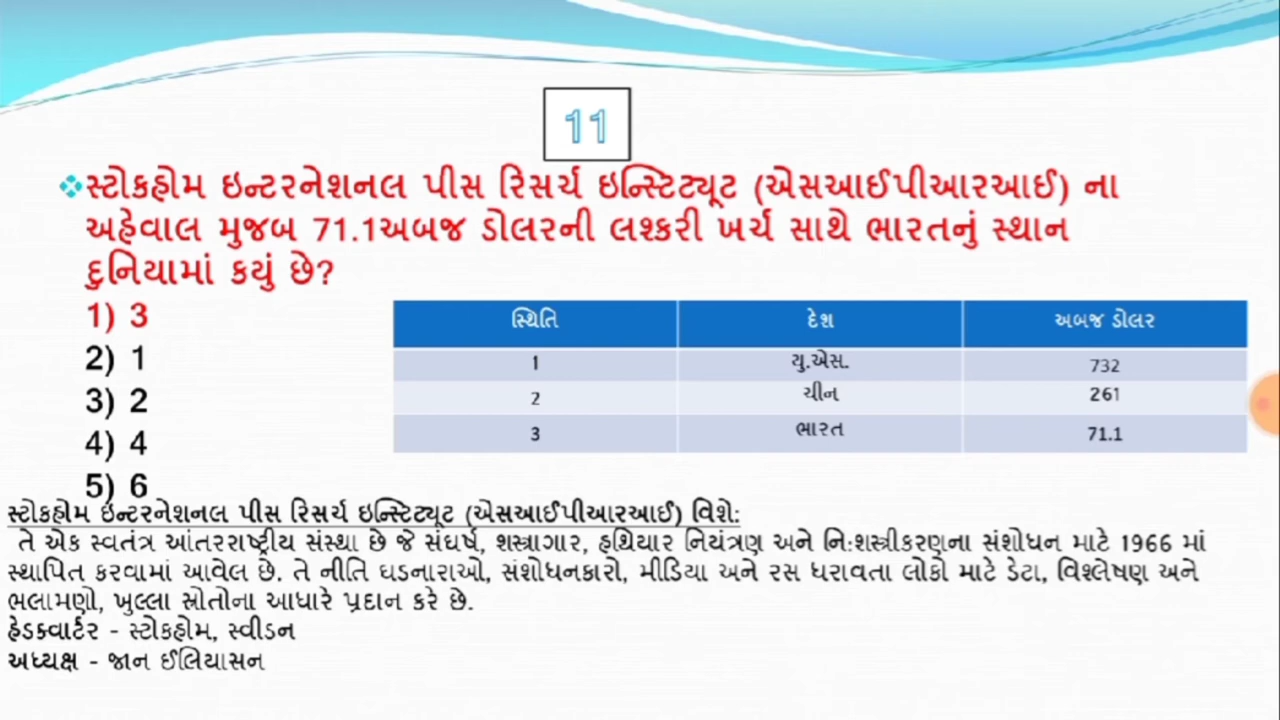 11
❖સ્ટોકહોમ ઇન્ટરનેશનલ પીસ રિસર્ચ ઇન્સ્ટિટ્યૂટ (એસઆઈપીઆરઆઈ) ના
અહેવાલ મુજબ 71.1અબજ ડોલરની લશ્કરી ખર્ચ સાથે ભારતનું સ્થાન
દુનિયામાં કયું છે?
1) 3
2) 1
3) 2
4) 4
5) 6
સ્થિતિ દેશ અબજ ડોલર
1 યુ.એસ. 732
2 ચીન 261
3 ભારત 71.1
સ્ટોકહોમ ઇન્ટરનેશનલ પીસ રિસર્ચ ઇન્સ્ટિટ્યૂટ (એસઆઈપીઆરઆઈ) વિશે:
તે એક સ્વતંત્ર આંતરરાષ્ટ્રીય સંસ્થા છે જે સંઘર્ષ, શસ્ત્રાગાર, હથિયાર નિયંત્રણ અને નિ:શસ્ત્રીકરણના સંશોધન માટે 1966 માં
સ્થાપિત કરવામાં આવેલ છે. તે નીતિ ઘડનારાઓ, સંશોધનકારો, મીડિયા અને રસ ધરાવતા લોકો માટે ડેટા, વિશ્લેષણ અને
ભલામણો, ખુલ્લા સ્રોતોના આધારે પ્રદાન કરે છે.
હેડક્વાર્ટર - સ્ટોકહોમ, સ્વીડન
અધ્યક્ષ - જાન ઈલિયાસન